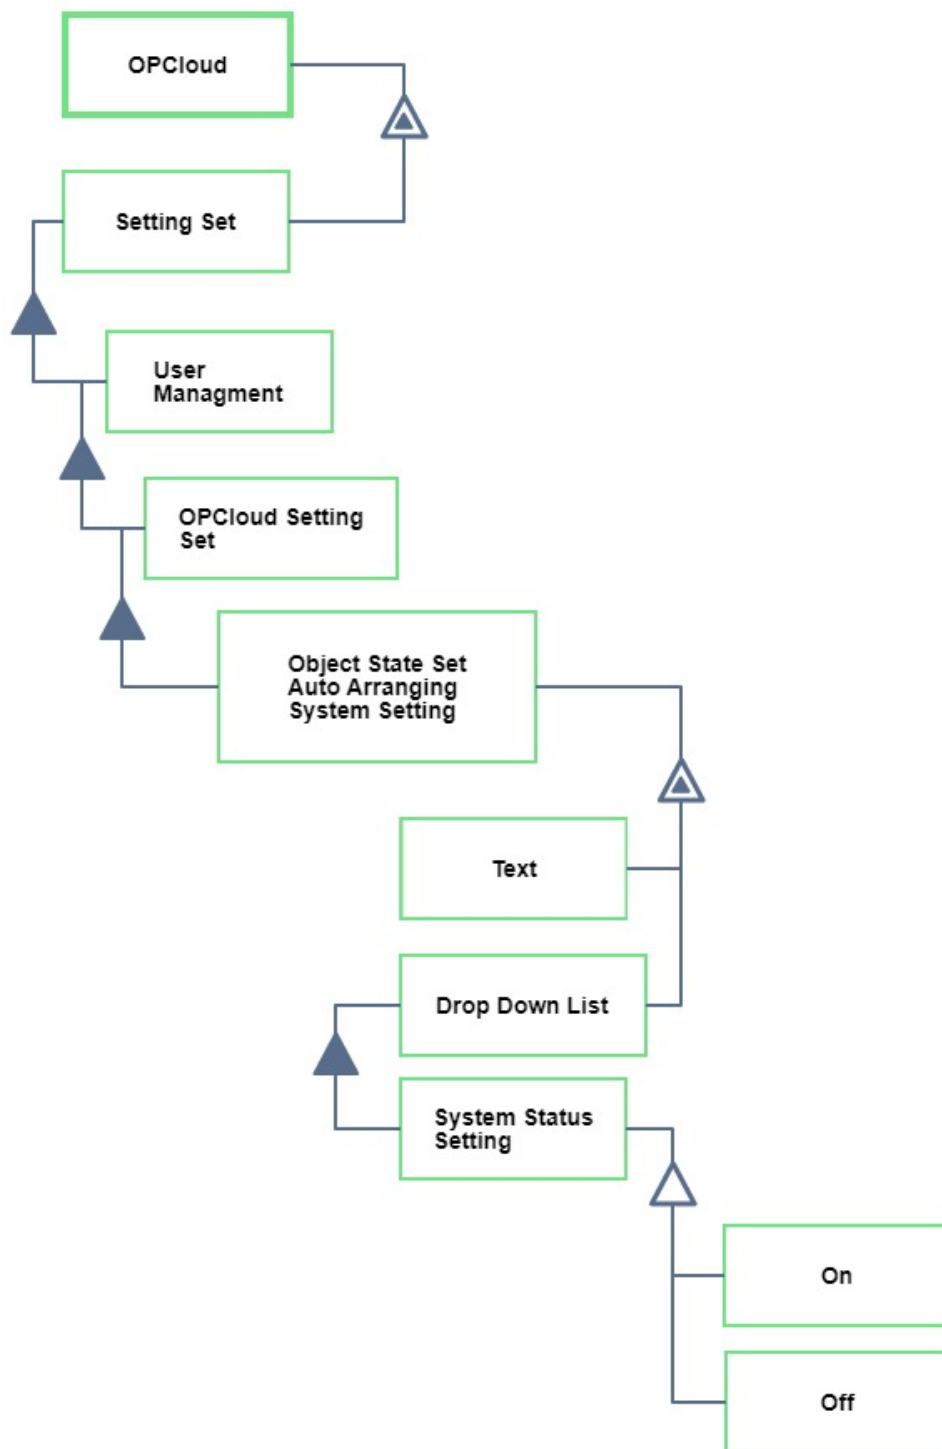 OPCloud
Setting Set
User
Managment
OPCloud Setting
Set
Object State Set
Auto Arranging
System Setting
Text
Drop Down List
System Status
Setting
On
Off